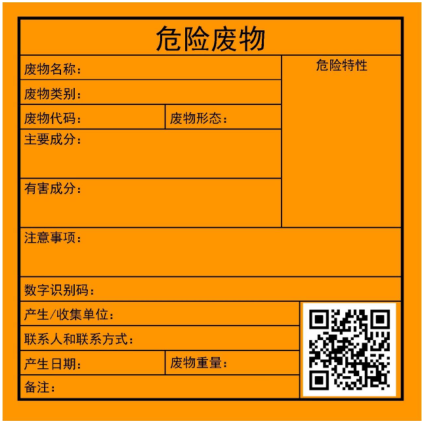 危险废物
废物名称：
危险特性
废物类别：
废物代码：
废物形态：
主要成分：
有害成分：
注意事项：
数字识别码：
产生/收集单位：
联系人和联系方式：
产生日期：
废物重量：
备注：